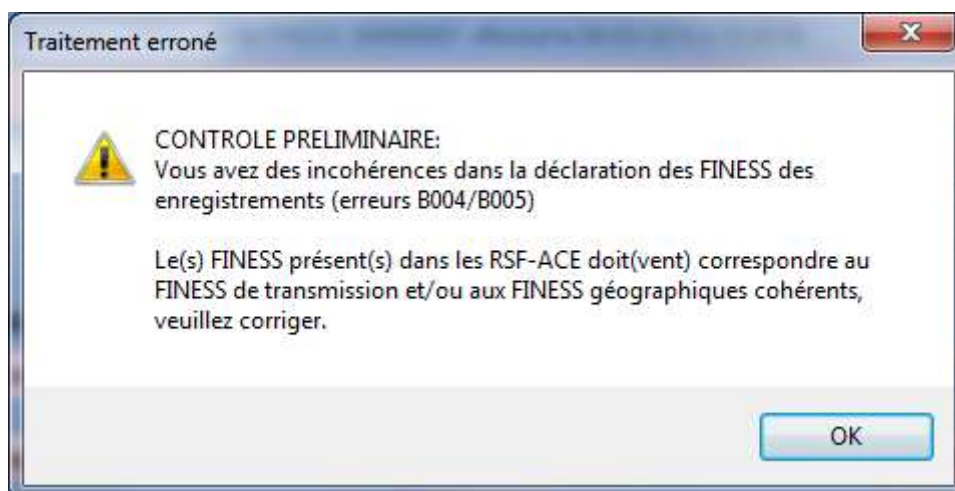 Traitement erroné
CONTROLE PRELIMINAIRE:
Vous avez des incohérences dans la déclaration des FINESS des
enregistrements (erreurs B004/B005)
Le(s) FINESS présent(s) dans les RSF-ACE doit(vent) correspondre au
FINESS de transmission et/ou aux FINESS géographiques cohérents,
veuillez corriger.
OK